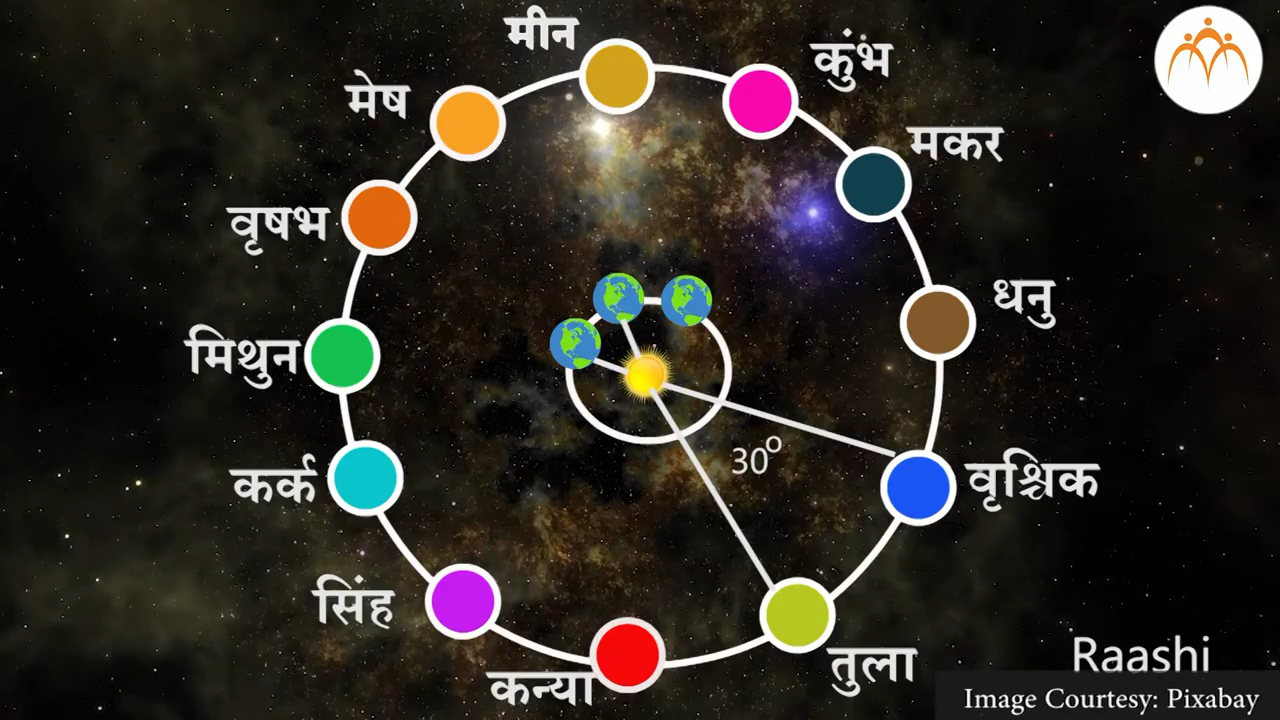 मीन
कुंभ
मेष
मकर
वृषभ
धनु
मिथुन
30°
कर्क
वृश्चिक
सिंह
कन्या
तुला
Raashi
Image Courtesy: Pixabay